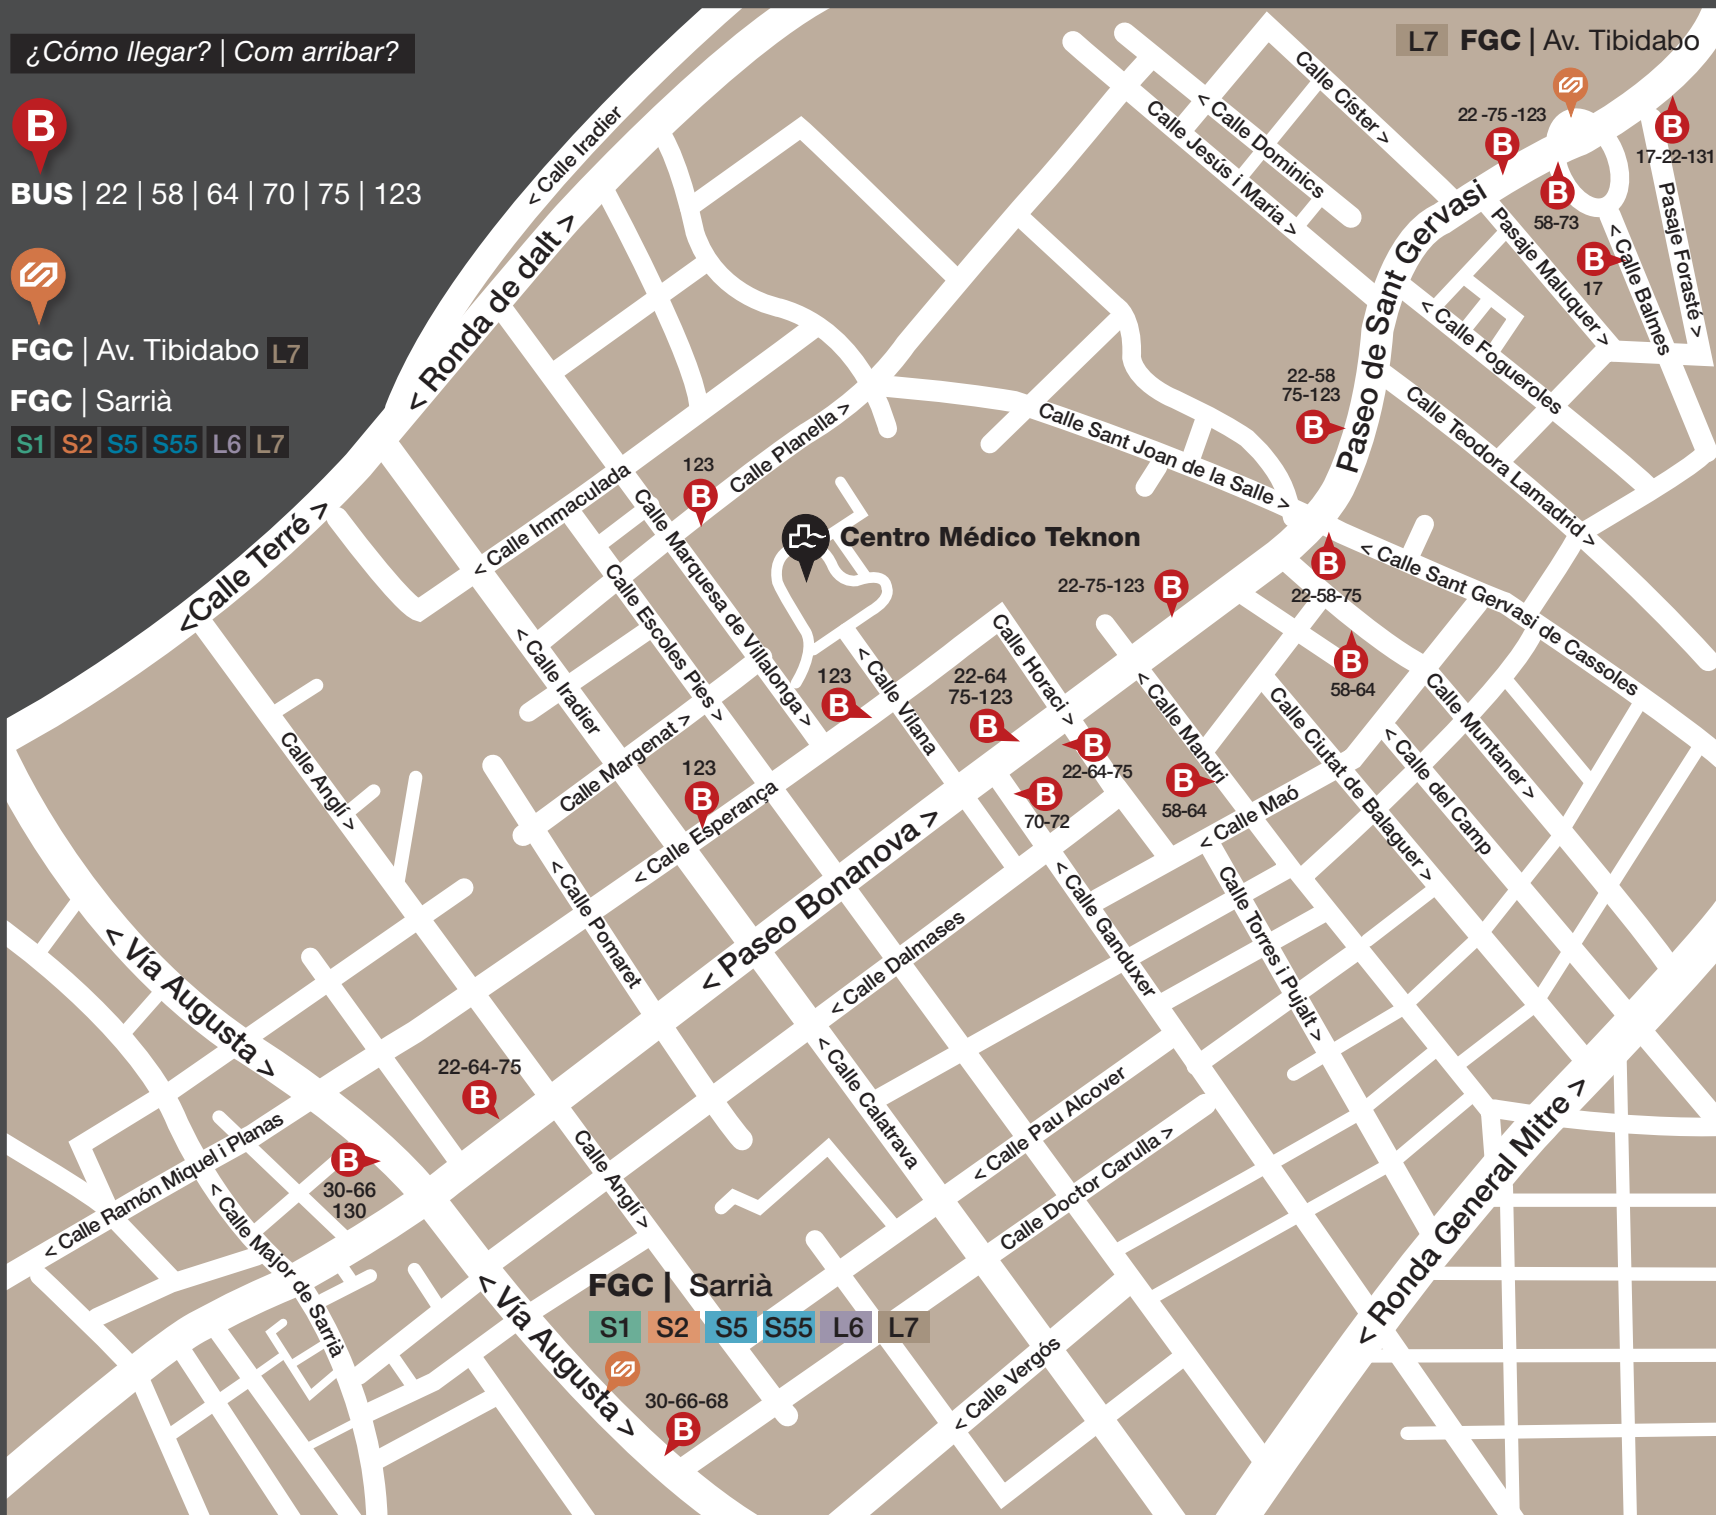 ¿Cómo llegar? | Com arribar?
B
BUS | 22 | 58 | 64 | 70 | 75 | 123
FGC | Av. Tibidabo L7
FGC | Sarrià
S1 S2 S5 S55 L6 L7
L7 FGC | Av. Tibidabo
< Calle Iradier
< Ronda de dalt >
<Calle Terré >
Calle Císter >
< Calle Dominics
Calle Jesús i Maria >
22 -75 -123
B
B
17-22-131
B
58-73
B
17
Pasaje Forasté >
< Calle Balmes
Pasaje Maluquer >
Paseo de Sant Gervasi
< Calle Fogueroles
Calle Teodora Lamadrid >
22-58
75-123
B
Calle Sant Joan de la Salle >
Calle Planella >
< Calle Immaculada
123
B
Calle Marquesa de Villalonga >
Centro Médico Teknon
Calle Escoles Pies >
< Calle Iradier
22-75-123
B
B
22-58-75
< Calle Sant Gervasi de Cassoles
B
58-64
Calle Horaci >
< Calle Vilana
123
B
22-64
75-123
B
B
22-64-75
< Calle Mandri
B
58-64
B
70-72
Calle Muntaner >
< Calle del Camp
Calle Ciutat de Balaguer >
< Calle Maó
Calle Margenat >
Calle Anglí >
123
B
< Calle Esperança
< Paseo Bonanova >
< Calle Pomaret
< Calle Dalmases
< Calle Ganduxer
Calle Torres i Pujalt >
< Vía Augusta >
22-64-75
B
< Calle Calatrava
< Calle Pau Alcover
Calle Doctor Carulla >
< Ronda General Mitre >
Calle Anglí >
< Calle Ramón Miquel i Planas
B
30-66
130
< Calle Major de Sarrià
< Vía Augusta >
FGC | Sarrià
S1 S2 S5 S55 L6 L7
30-66-68
B
< Calle Vergós